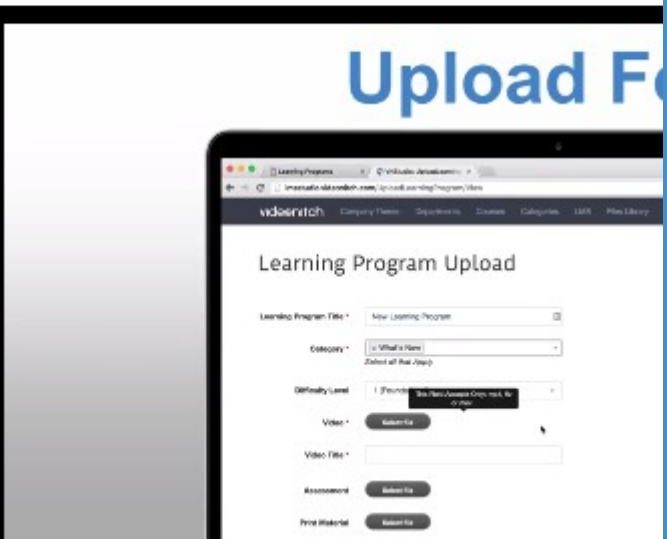 Upload F
Learning Programs
videonitch Company Theme Departments Courses Categories LMS Files Library
Learning Program Upload
Learning Program Title *
New Learning Program
Category *
x What's New
Select all that Apply
Difficulty Level
Video *
Select file
Video Title *
Assessment
Select file
Print Material
Select file